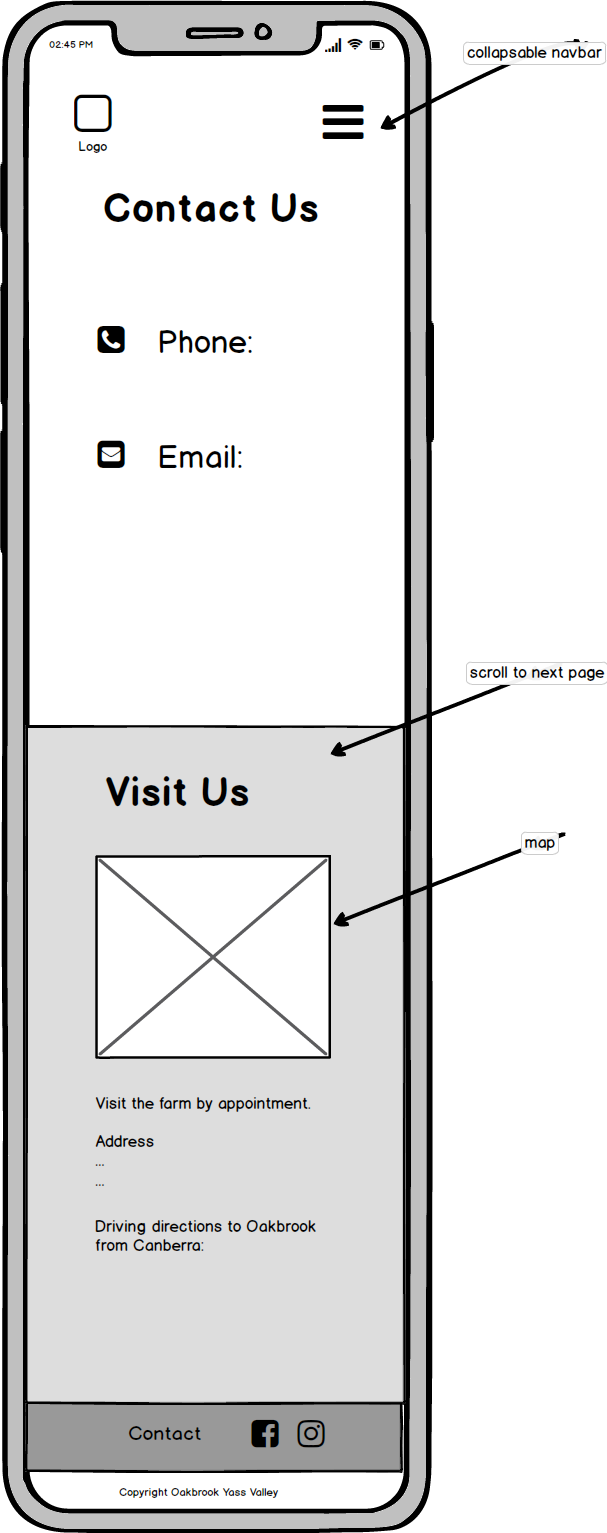 02:45 PM
collapsable navbar
Logo
Contact Us
Phone:
Email:
scroll to next page
Visit Us
map
Visit the farm by appointment.
Address
...
...
Driving directions to Oakbrook
from Canberra:
Contact
Copyright Oakbrook Yass Valley